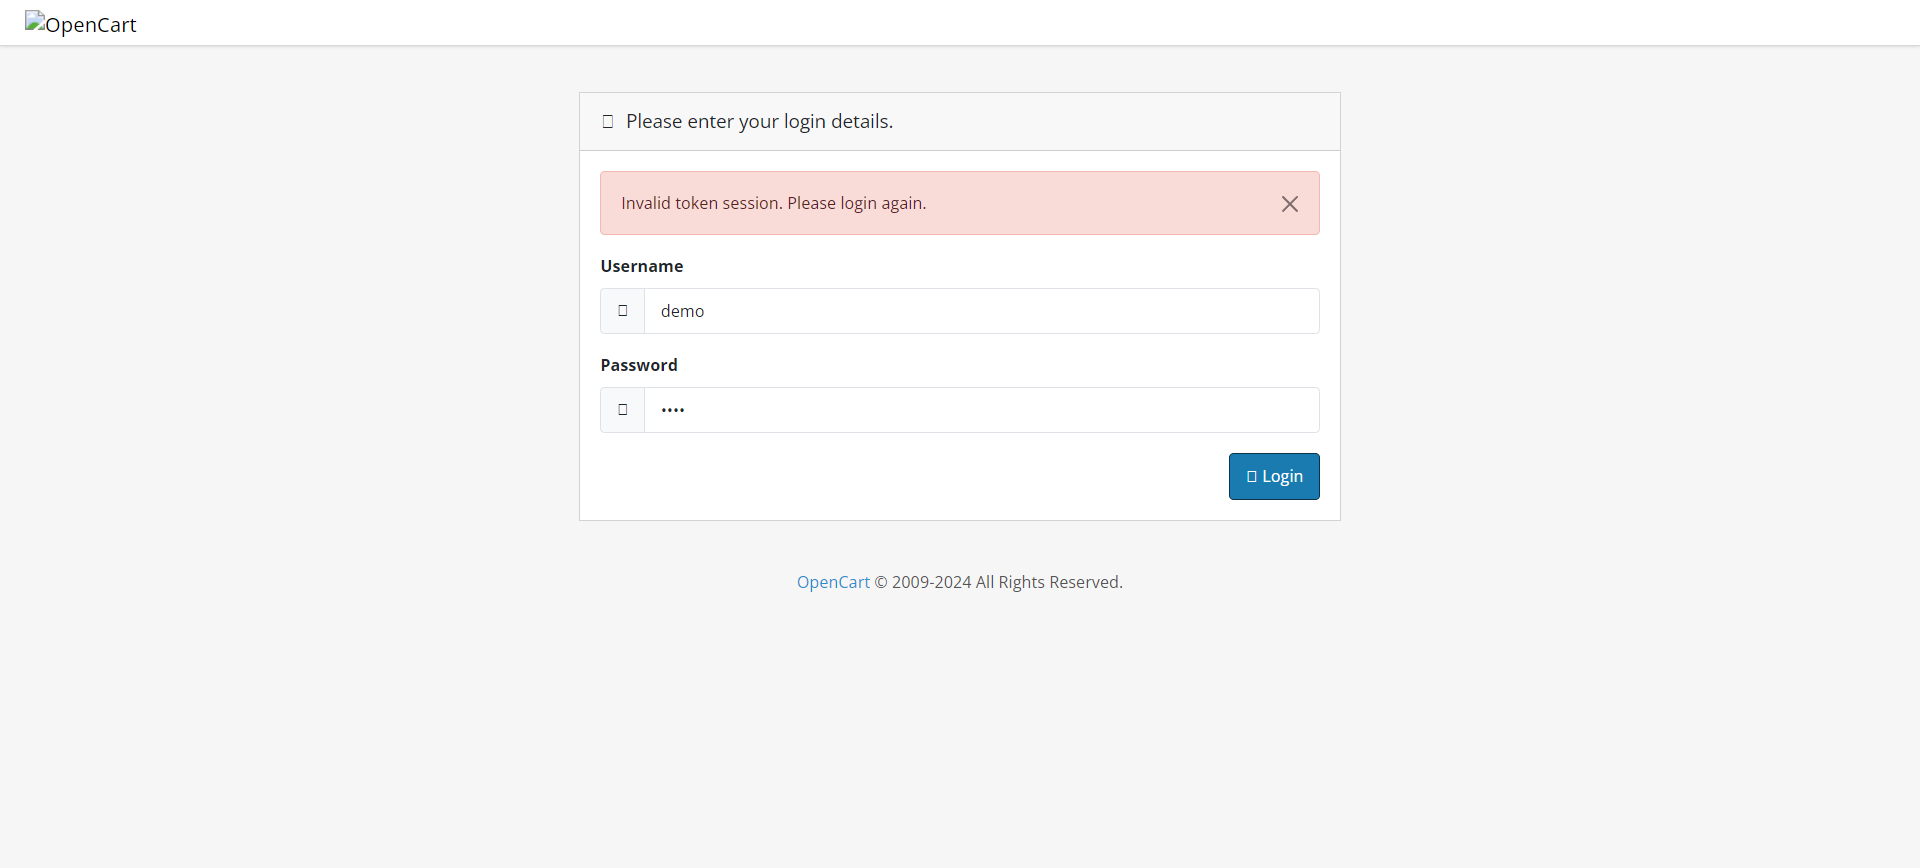 OpenCart
Please enter your login details.
Invalid token session. Please login again.
Username
demo
Password
••••
Login
OpenCart © 2009-2024 All Rights Reserved.